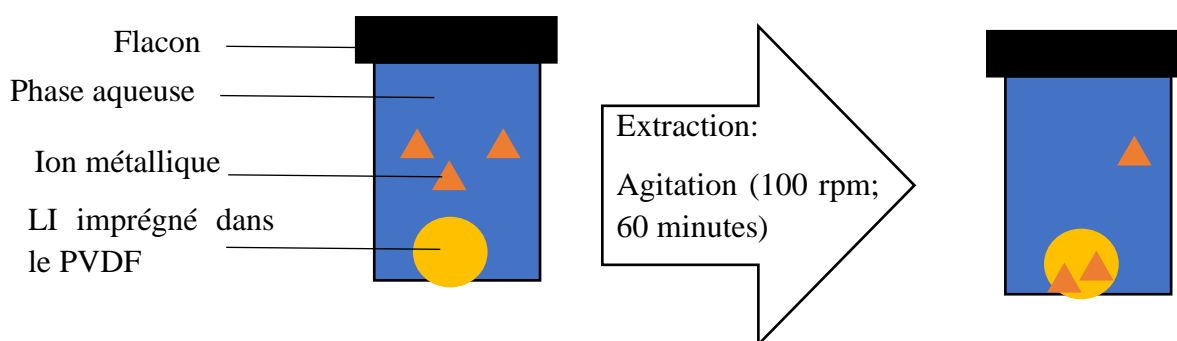 Flacon
Phase aqueuse
Ion métallique
LI imprégné dans
le PVDF
Extraction:
Agitation (100 rpm;
60 minutes)